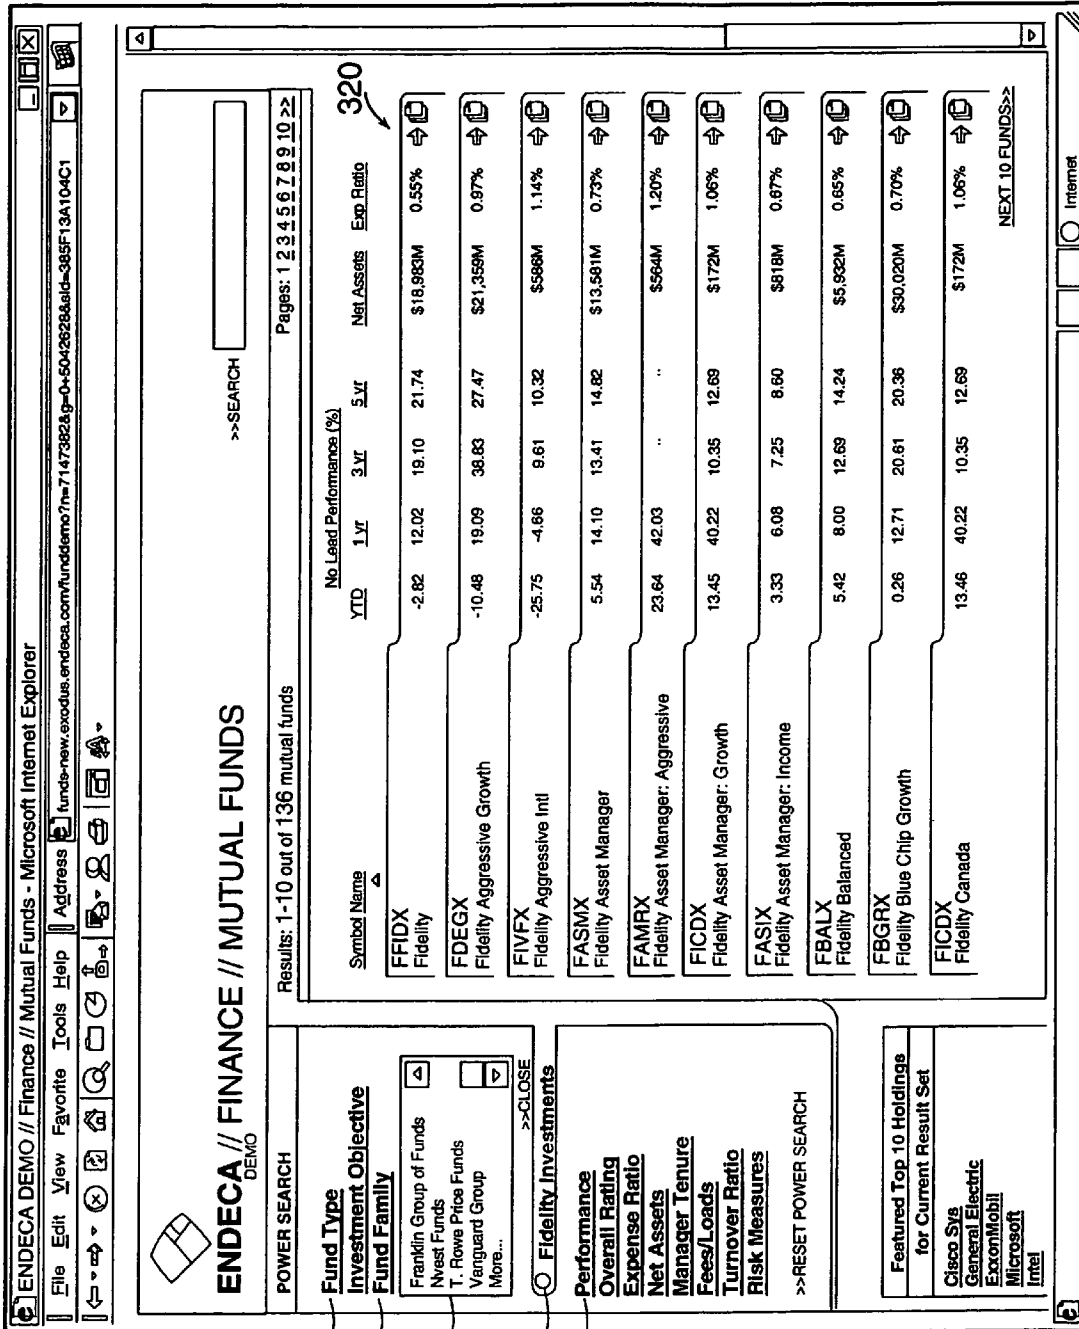 ENDECA DEMO // Finance // Mutual Funds - Microsoft Internet Explorer
File Edit View Favorite Tools Help Address funds-new.exodus.endeca.com/funddemo?n=7147382&g=0+5042628&sld=385F13A104C1
ENDECA // FINANCE // MUTUAL FUNDS
DEMO
>>SEARCH
POWER SEARCH
Results: 1-10 out of 136 mutual funds
Pages: 1 2 3 4 5 6 7 8 9 10 >>
Fund Type
Investment Objective
Fund Family
Franklin Group of Funds
Nvest Funds
T. Rowe Price Funds
Vanguard Group
More...
>>CLOSE
Fidelity Investments
Performance
Overall Rating
Expense Ratio
Net Assets
Manager Tenure
Fees/Loads
Turnover Ratio
Risk Measures
>>RESET POWER SEARCH
Featured Top 10 Holdings
for Current Result Set
Cisco Sys
General Electric
ExxonMobil
Microsoft
Intel
320
No Lead Performance (%)
Symbol Name YTD 1 yr 3 yr 5 yr Net Assets Exp Ratio
FFIDX
Fidelity -2.82 12.02 19.10 21.74 $18,983M 0.55%
FDEGX
Fidelity Aggressive Growth -10.48 19.09 38.83 27.47 $21,359M 0.97%
FIVFX
Fidelity Aggressive Intl -25.75 -4.66 9.61 10.32 $586M 1.14%
FASMX
Fidelity Asset Manager 5.54 14.10 13.41 14.82 $13,581M 0.73%
FAMRX
Fidelity Asset Manager: Aggressive 23.64 42.03 .. .. $564M 1.20%
FICDX
Fidelity Asset Manager: Growth 13.45 40.22 10.35 12.69 $172M 1.06%
FASIX
Fidelity Asset Manager: Income 3.33 6.08 7.25 8.60 $818M 0.67%
FBALX
Fidelity Balanced 5.42 8.00 12.69 14.24 $5,932M 0.65%
FBGRX
Fidelity Blue Chip Growth 0.26 12.71 20.61 20.36 $30,020M 0.70%
FICDX
Fidelity Canada 13.46 40.22 10.35 12.69 $172M 1.06%
NEXT 10 FUNDS>>
Internet